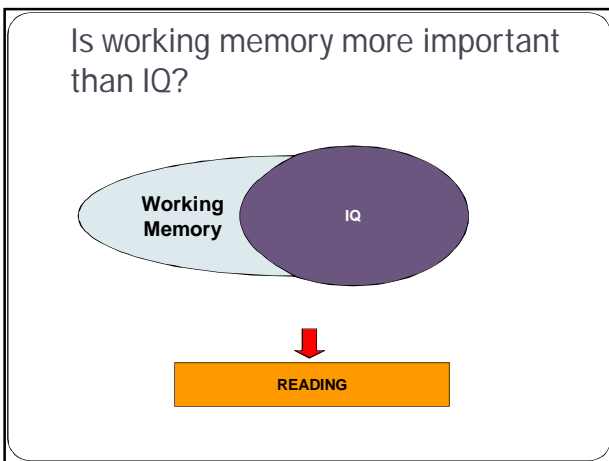 Is working memory more important
than IQ?
Working
Memory
IQ
READING